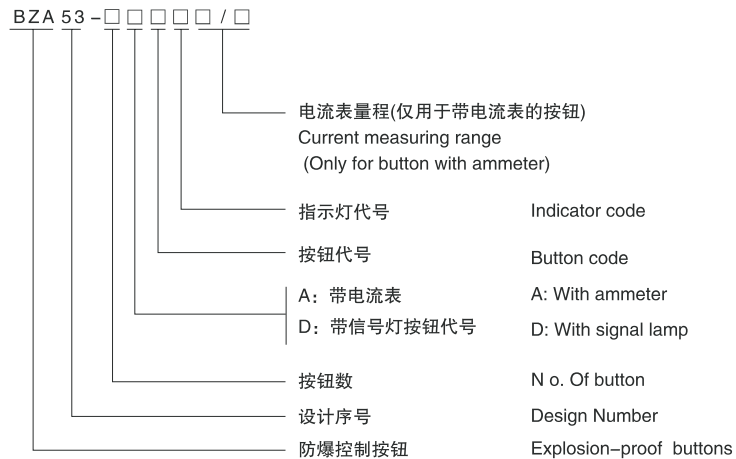 BZA53-□□□□□/□
电流表量程(仅用于带电流表的按钮)
Current measuring range
(Only for button with ammeter)
指示灯代号 Indicator code
按钮代号 Button code
A：带电流表 A: With ammeter
D：带信号灯按钮代号 D: With signal lamp
按钮数 N o. Of button
设计序号 Design Number
防爆控制按钮 Explosion-proof buttons